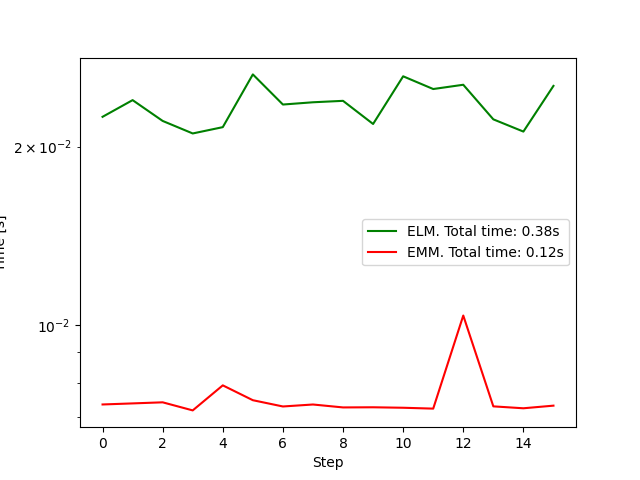 2 × 10⁻²
10⁻²
ELM. Total time: 0.38s
EMM. Total time: 0.12s
0 2 4 6 8 10 12 14
Step